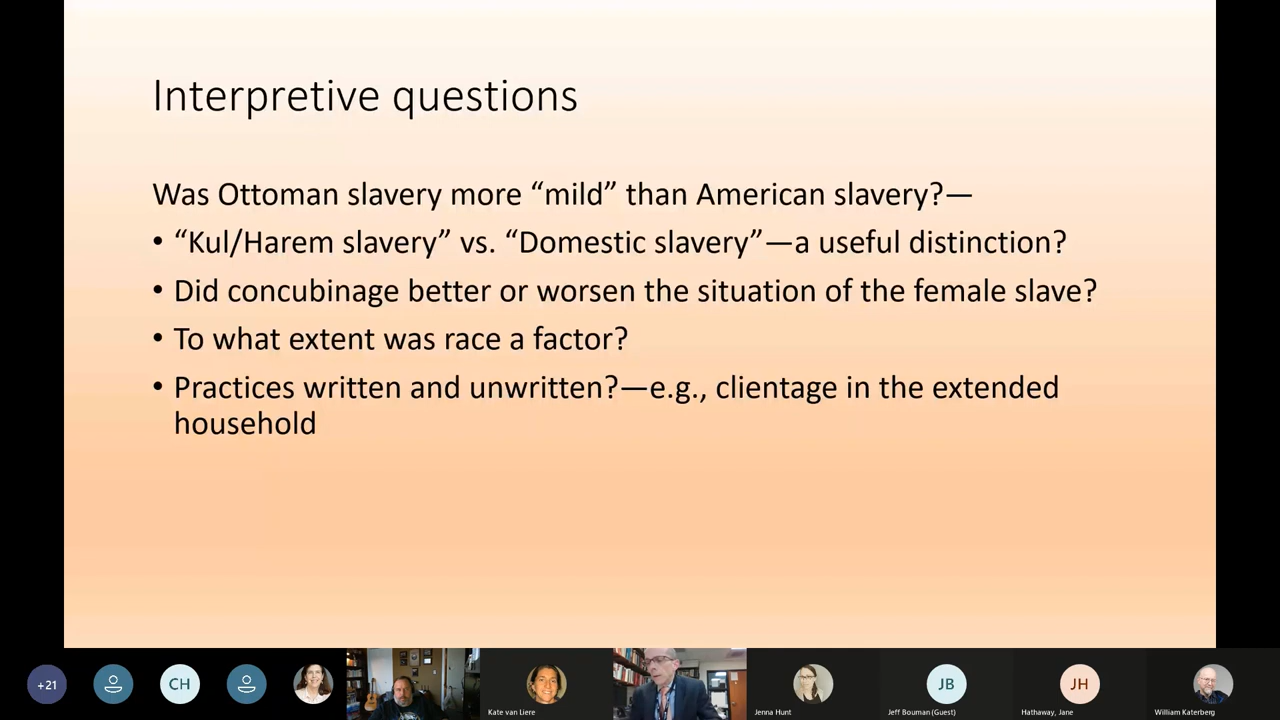 Interpretive questions
Was Ottoman slavery more “mild” than American slavery?—
• “Kul/Harem slavery” vs. “Domestic slavery”—a useful distinction?
• Did concubinage better or worsen the situation of the female slave?
• To what extent was race a factor?
• Practices written and unwritten?—e.g., clientage in the extended
household
+21
CH
Kate van Liere
Jenna Hunt
JB
Jeff Bouman (Guest)
JH
Hathaway, Jane
William Katerberg